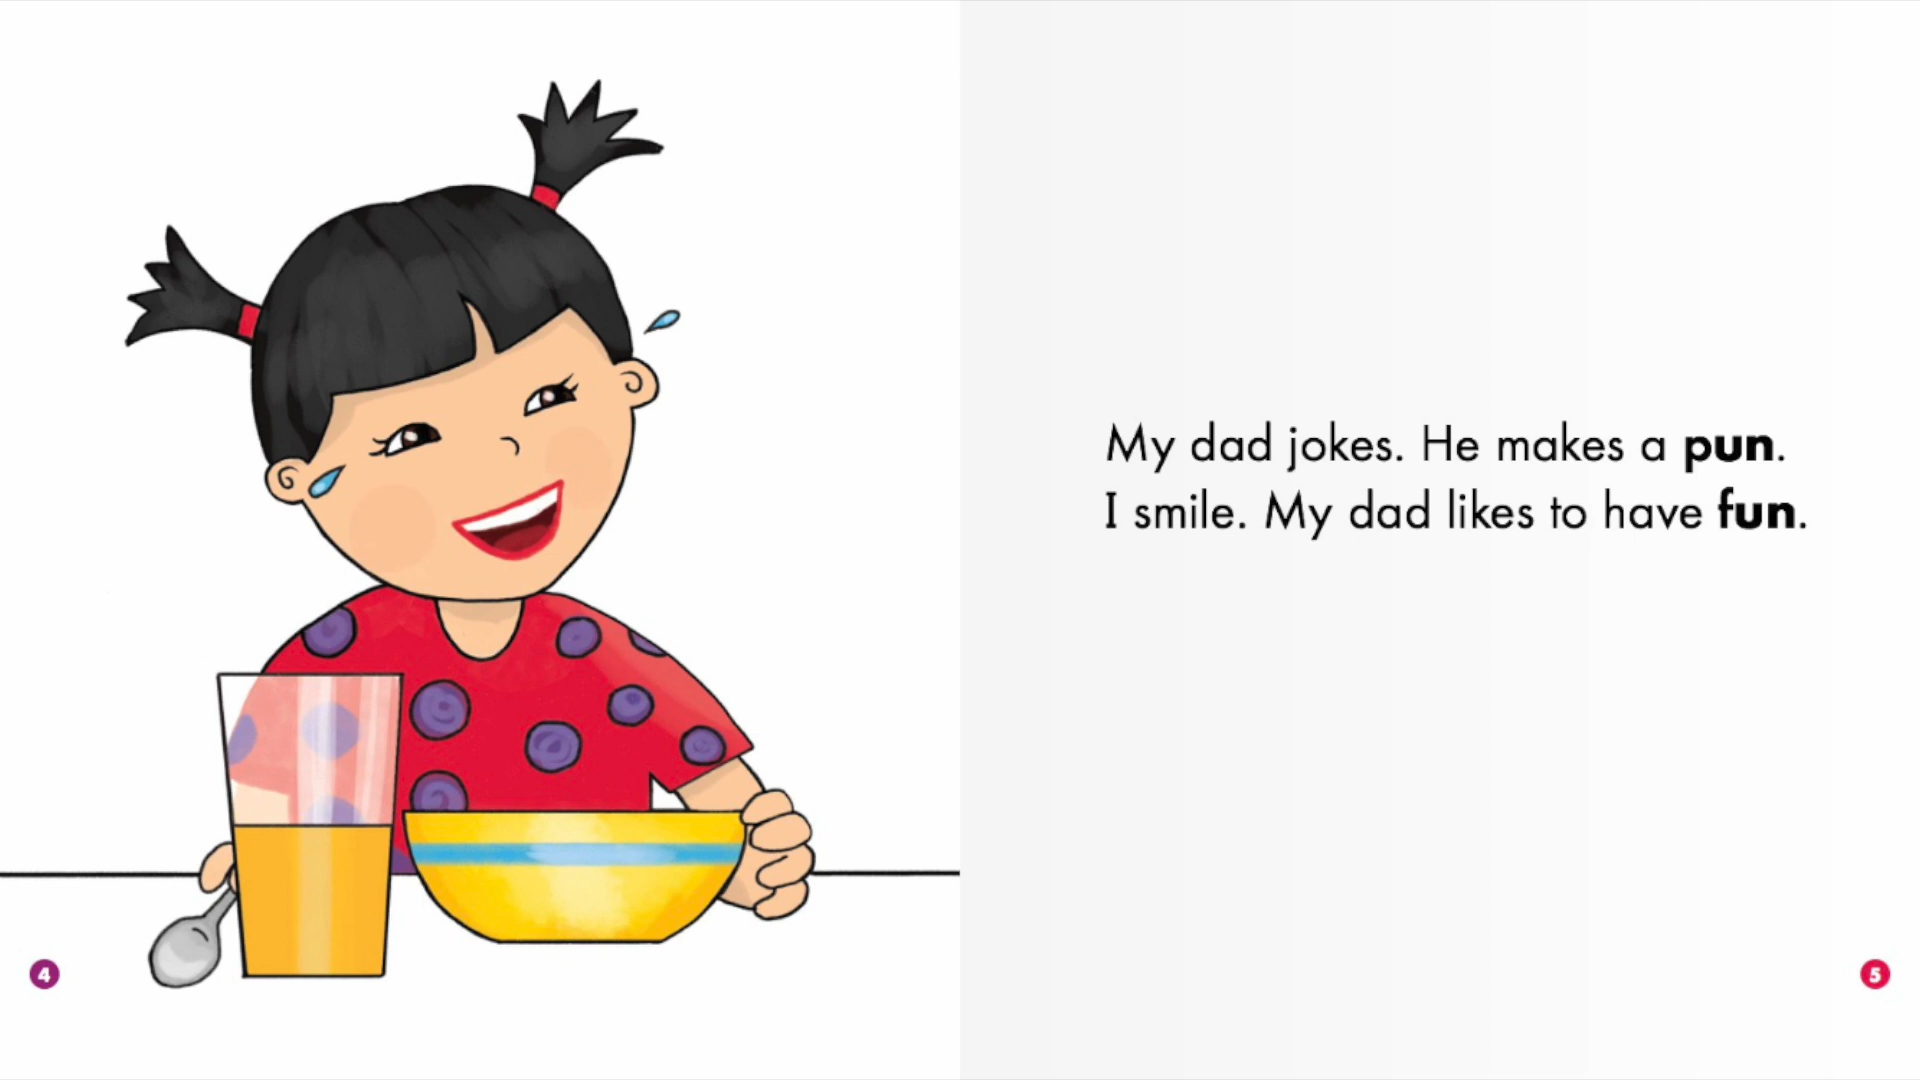 My dad jokes. He makes a pun.
I smile. My dad likes to have fun.
4
5